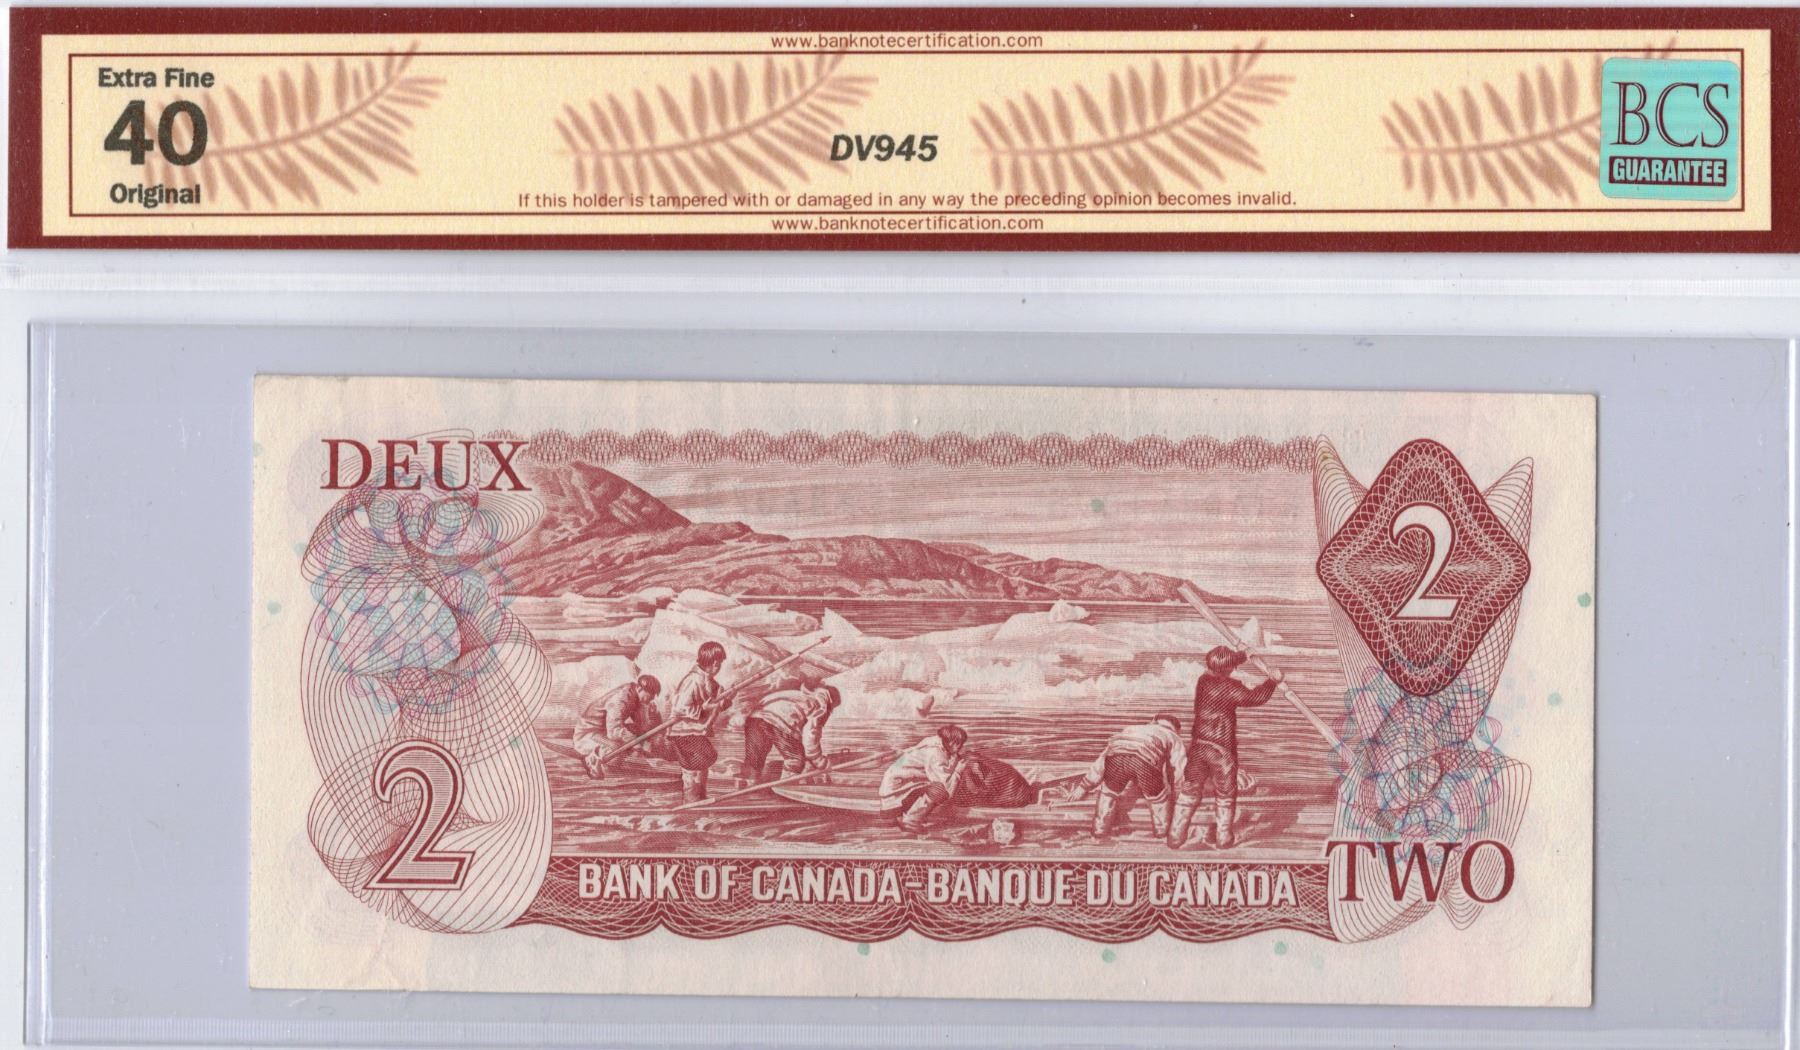 www.banknotecertification.com
Extra Fine
40
Original
DV945
BCS
GUARANTEE
If this holder is tampered with or damaged in any way the preceding opinion becomes invalid.
www.banknotecertification.com
DEUX
2
2
BANK OF CANADA-BANQUE DU CANADA
TWO